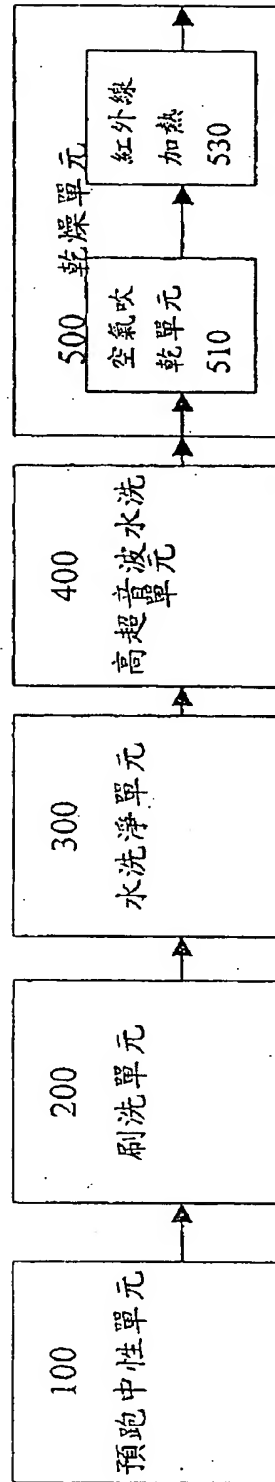 100
預跑中性單元
200
刷洗單元
300
水洗淨單元
400
高超音波水洗
單元
500 乾燥單元
空氣吹
乾單元
510
紅外線
加熱
530